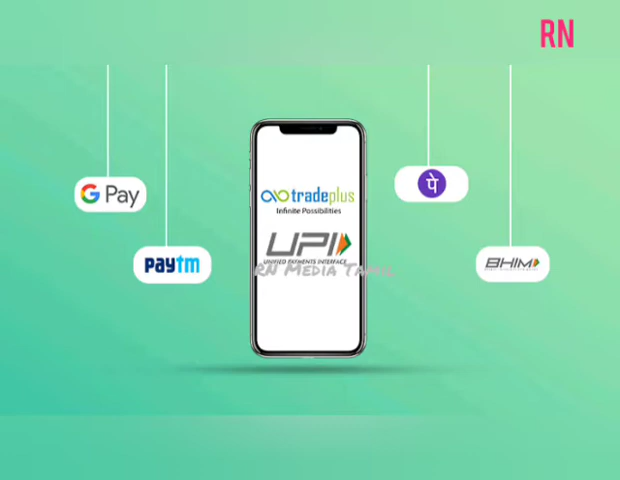 RN
G Pay
paytm
tradeplus
Infinite Possibilities
UPI
UNIFIED PAYMENTS INTERFACE
RN MEDIA TAMIL
पे
BHIM